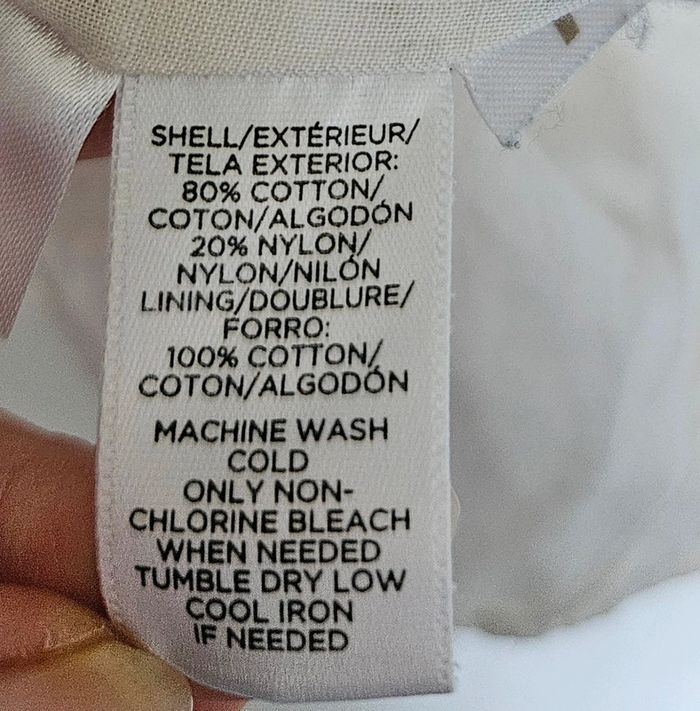 SHELL/EXTÉRIEUR/
TELA EXTERIOR:
80% COTTON/
COTON/ALGODÓN
20% NYLON/
NYLON/NILÓN
LINING/DOUBLURE/
FORRO:
100% COTTON/
COTON/ALGODÓN
MACHINE WASH
COLD
ONLY NON-
CHLORINE BLEACH
WHEN NEEDED
TUMBLE DRY LOW
COOL IRON
IF NEEDED